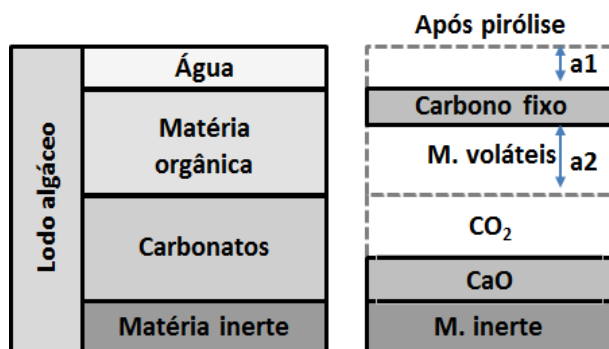 Lodo algáceo
Água
Matéria
orgânica
Carbonatos
Matéria inerte
Após pirólise
a1
Carbono fixo
M. voláteis
a2
CO₂
CaO
M. inerte